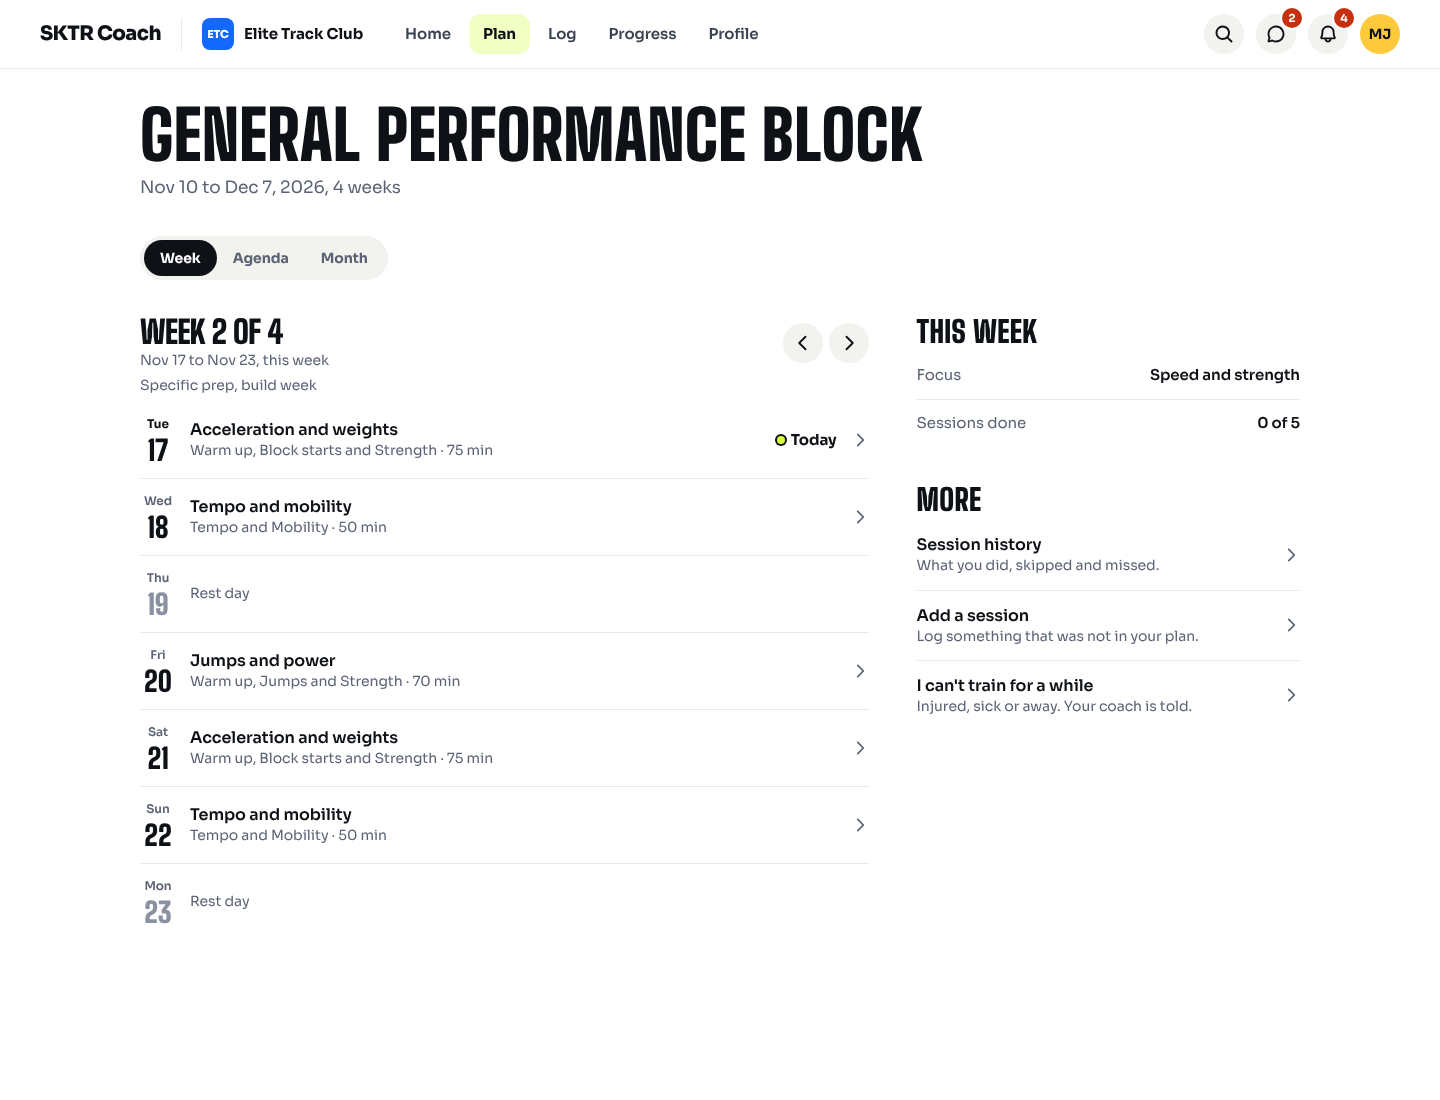 SKTR Coach
ETC
Elite Track Club
Home
Plan
Log
Progress
Profile
2
4
MJ
GENERAL PERFORMANCE BLOCK
Nov 10 to Dec 7, 2026, 4 weeks
Week
Agenda
Month
WEEK 2 OF 4
Nov 17 to Nov 23, this week
Specific prep, build week
Tue
17
Acceleration and weights
Warm up, Block starts and Strength · 75 min
Today
Wed
18
Tempo and mobility
Tempo and Mobility · 50 min
Thu
19
Rest day
Fri
20
Jumps and power
Warm up, Jumps and Strength · 70 min
Sat
21
Acceleration and weights
Warm up, Block starts and Strength · 75 min
Sun
22
Tempo and mobility
Tempo and Mobility · 50 min
Mon
23
Rest day
THIS WEEK
Focus
Speed and strength
Sessions done
0 of 5
MORE
Session history
What you did, skipped and missed.
Add a session
Log something that was not in your plan.
I can't train for a while
Injured, sick or away. Your coach is told.